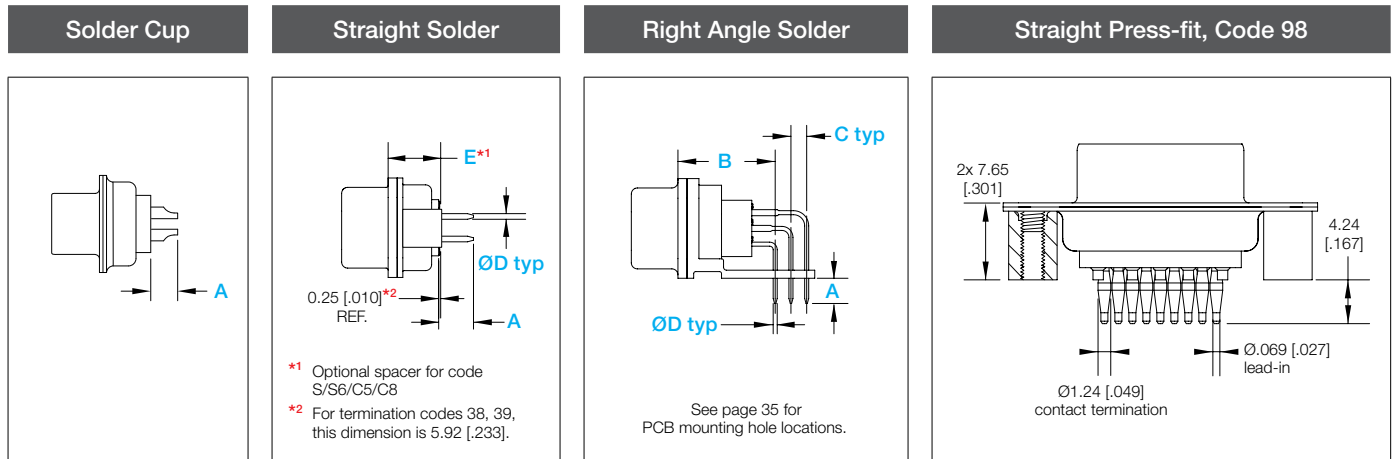 Solder Cup
Straight Solder
Right Angle Solder
Straight Press-fit, Code 98
A
E*1
ØD typ
0.25 [.010]*2
REF.
A
*1 Optional spacer for code
S/S6/C5/C8
*2 For termination codes 38, 39,
this dimension is 5.92 [.233].
C typ
B
A
ØD typ
See page 35 for
PCB mounting hole locations.
2x 7.65
[.301]
4.24
[.167]
Ø.069 [.027]
lead-in
Ø1.24 [.049]
contact termination